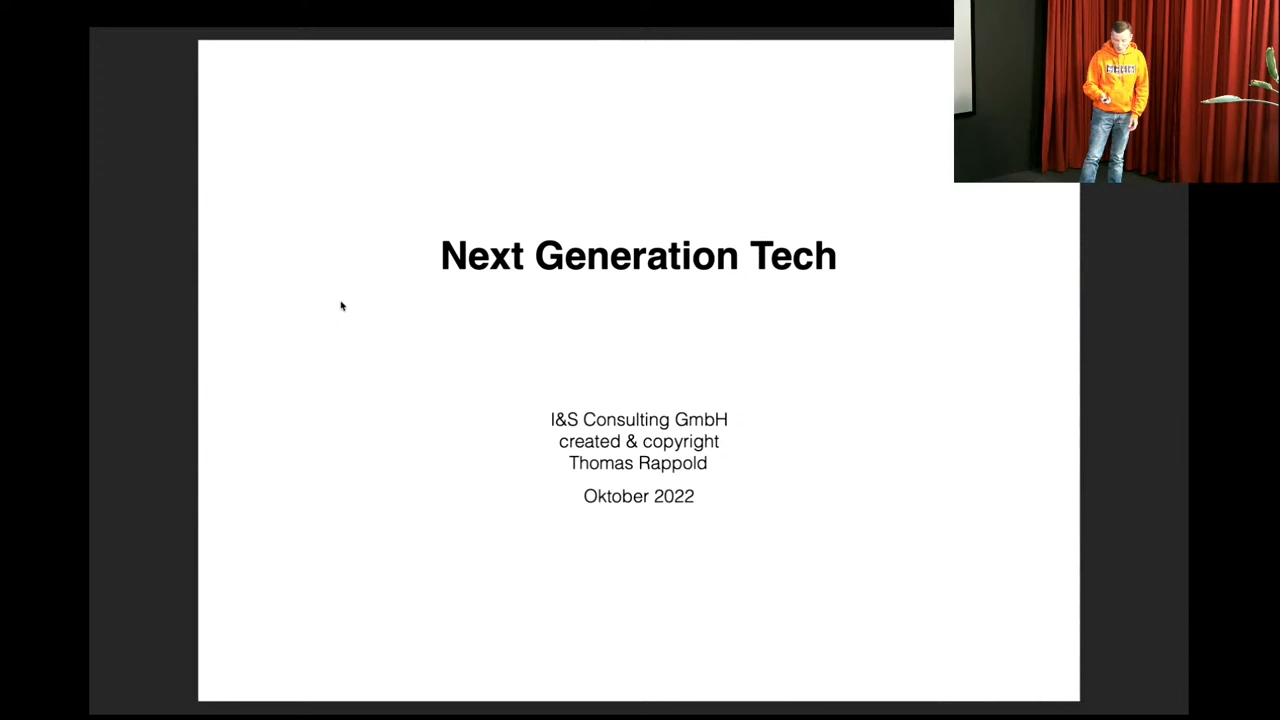 Next Generation Tech
I&S Consulting GmbH
created & copyright
Thomas Rappold
Oktober 2022